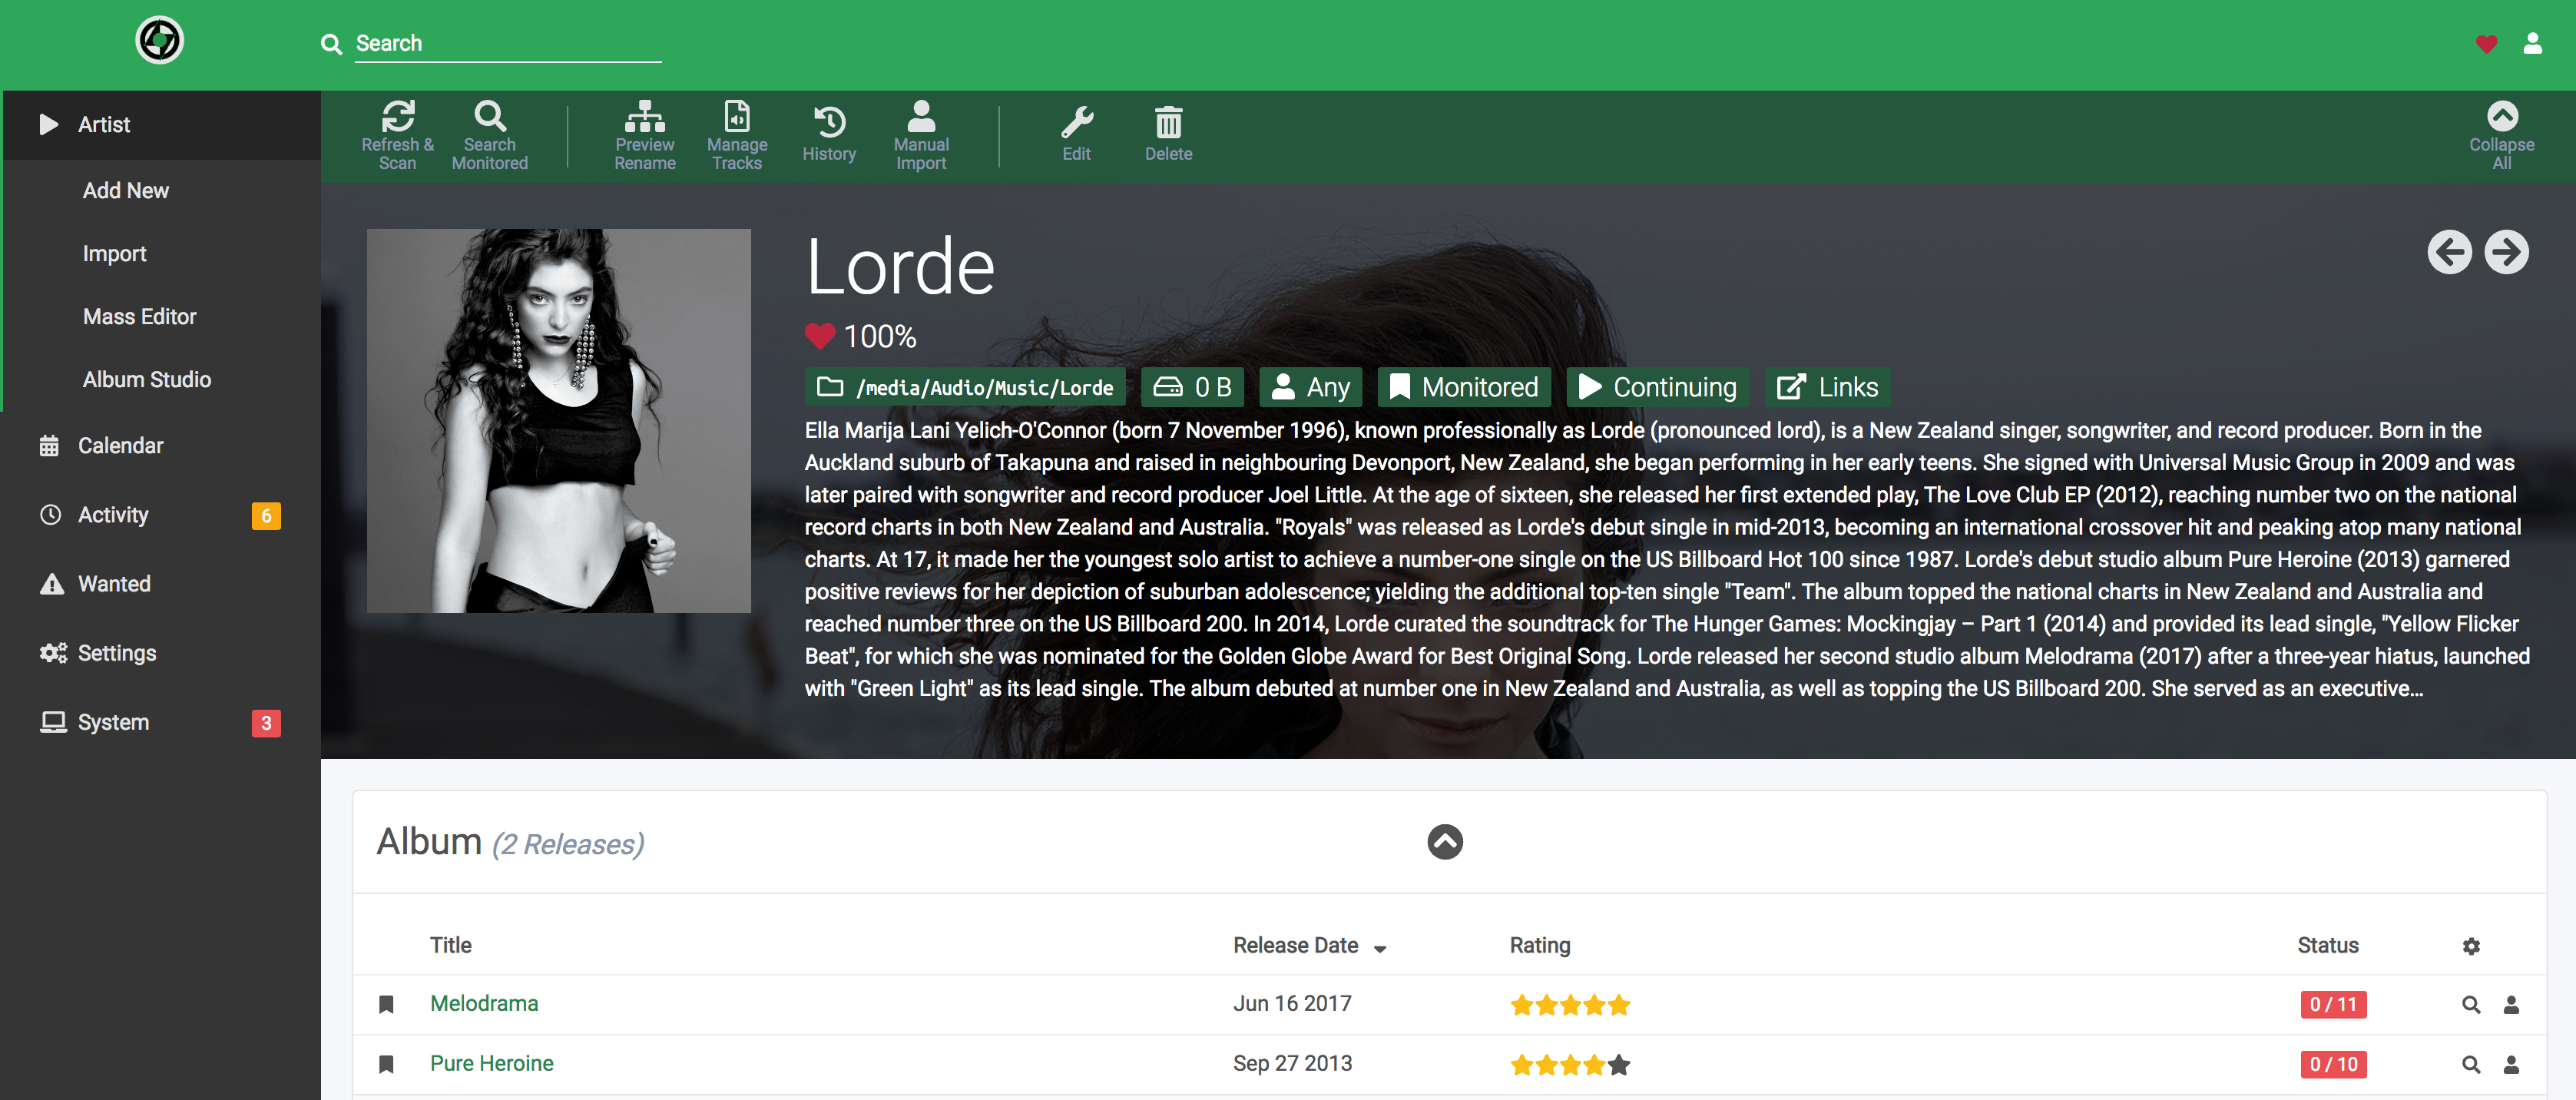 Search
Artist
Add New
Import
Mass Editor
Album Studio
Calendar
Activity 6
Wanted
Settings
System 3
Refresh &
Scan
Search
Monitored
Preview
Rename
Manage
Tracks
History
Manual
Import
Edit
Delete
Collapse
All
Lorde
100%
/media/Audio/Music/Lorde 0 B Any Monitored Continuing Links
Ella Marija Lani Yelich-O'Connor (born 7 November 1996), known professionally as Lorde (pronounced lord), is a New Zealand singer, songwriter, and record producer. Born in the
Auckland suburb of Takapuna and raised in neighbouring Devonport, New Zealand, she began performing in her early teens. She signed with Universal Music Group in 2009 and was
later paired with songwriter and record producer Joel Little. At the age of sixteen, she released her first extended play, The Love Club EP (2012), reaching number two on the national
record charts in both New Zealand and Australia. "Royals" was released as Lorde's debut single in mid-2013, becoming an international crossover hit and peaking atop many national
charts. At 17, it made her the youngest solo artist to achieve a number-one single on the US Billboard Hot 100 since 1987. Lorde's debut studio album Pure Heroine (2013) garnered
positive reviews for her depiction of suburban adolescence; yielding the additional top-ten single "Team". The album topped the national charts in New Zealand and Australia and
reached number three on the US Billboard 200. In 2014, Lorde curated the soundtrack for The Hunger Games: Mockingjay – Part 1 (2014) and provided its lead single, "Yellow Flicker
Beat", for which she was nominated for the Golden Globe Award for Best Original Song. Lorde released her second studio album Melodrama (2017) after a three-year hiatus, launched
with "Green Light" as its lead single. The album debuted at number one in New Zealand and Australia, as well as topping the US Billboard 200. She served as an executive...
Album (2 Releases)
Title Release Date Rating Status
Melodrama Jun 16 2017 0 / 11
Pure Heroine Sep 27 2013 0 / 10